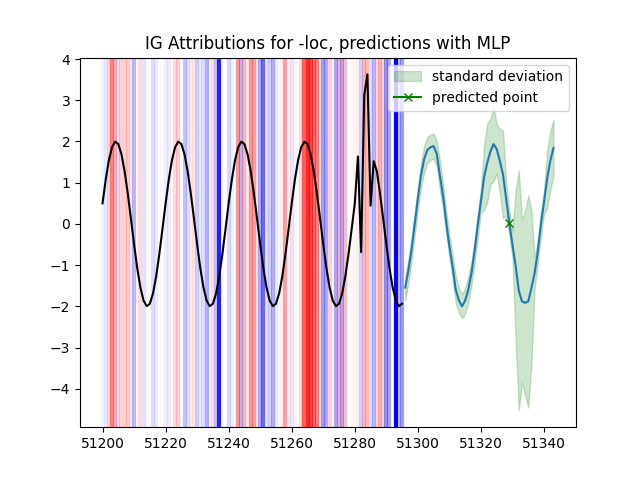 IG Attributions for -loc, predictions with MLP
standard deviation
predicted point
4
3
2
1
0
−1
−2
−3
−4
51200 51220 51240 51260 51280 51300 51320 51340